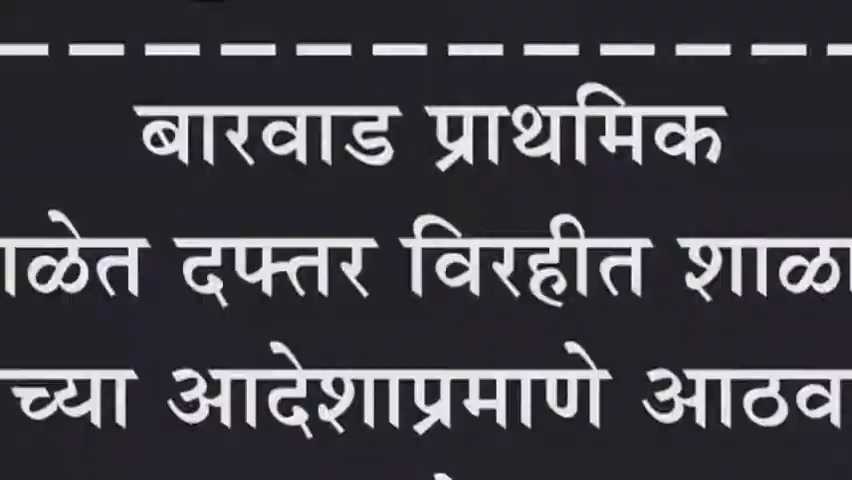 बारवाड प्राथमिक
ाळेत दफ्तर विरहीत शाळा
च्या आदेशाप्रमाणे आठव